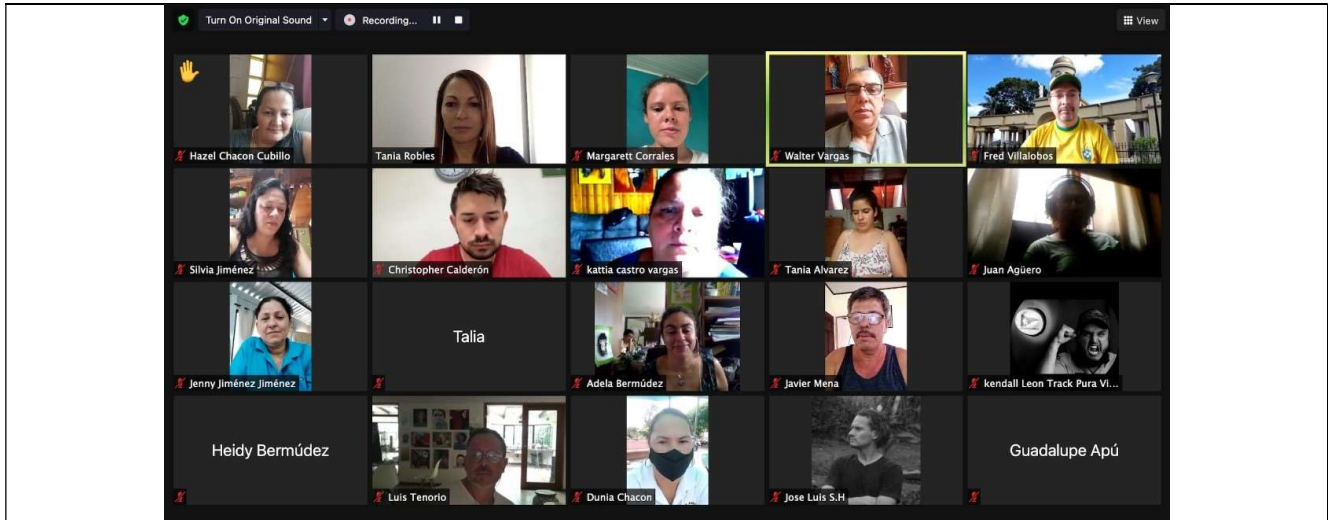 Turn On Original Sound
Recording...
View
Hazel Chacon Cubillo
Tania Robles
Margarett Corrales
Walter Vargas
Fred Villalobos
Silvia Jiménez
Christopher Calderón
kattia castro vargas
Tania Alvarez
Juan Agüero
Jenny Jiménez Jiménez
Talia
Adela Bermúdez
Javier Mena
kendall Leon Track Pura Vi...
Heidy Bermúdez
Luis Tenorio
Dunia Chacon
Jose Luis S.H
Guadalupe Apú